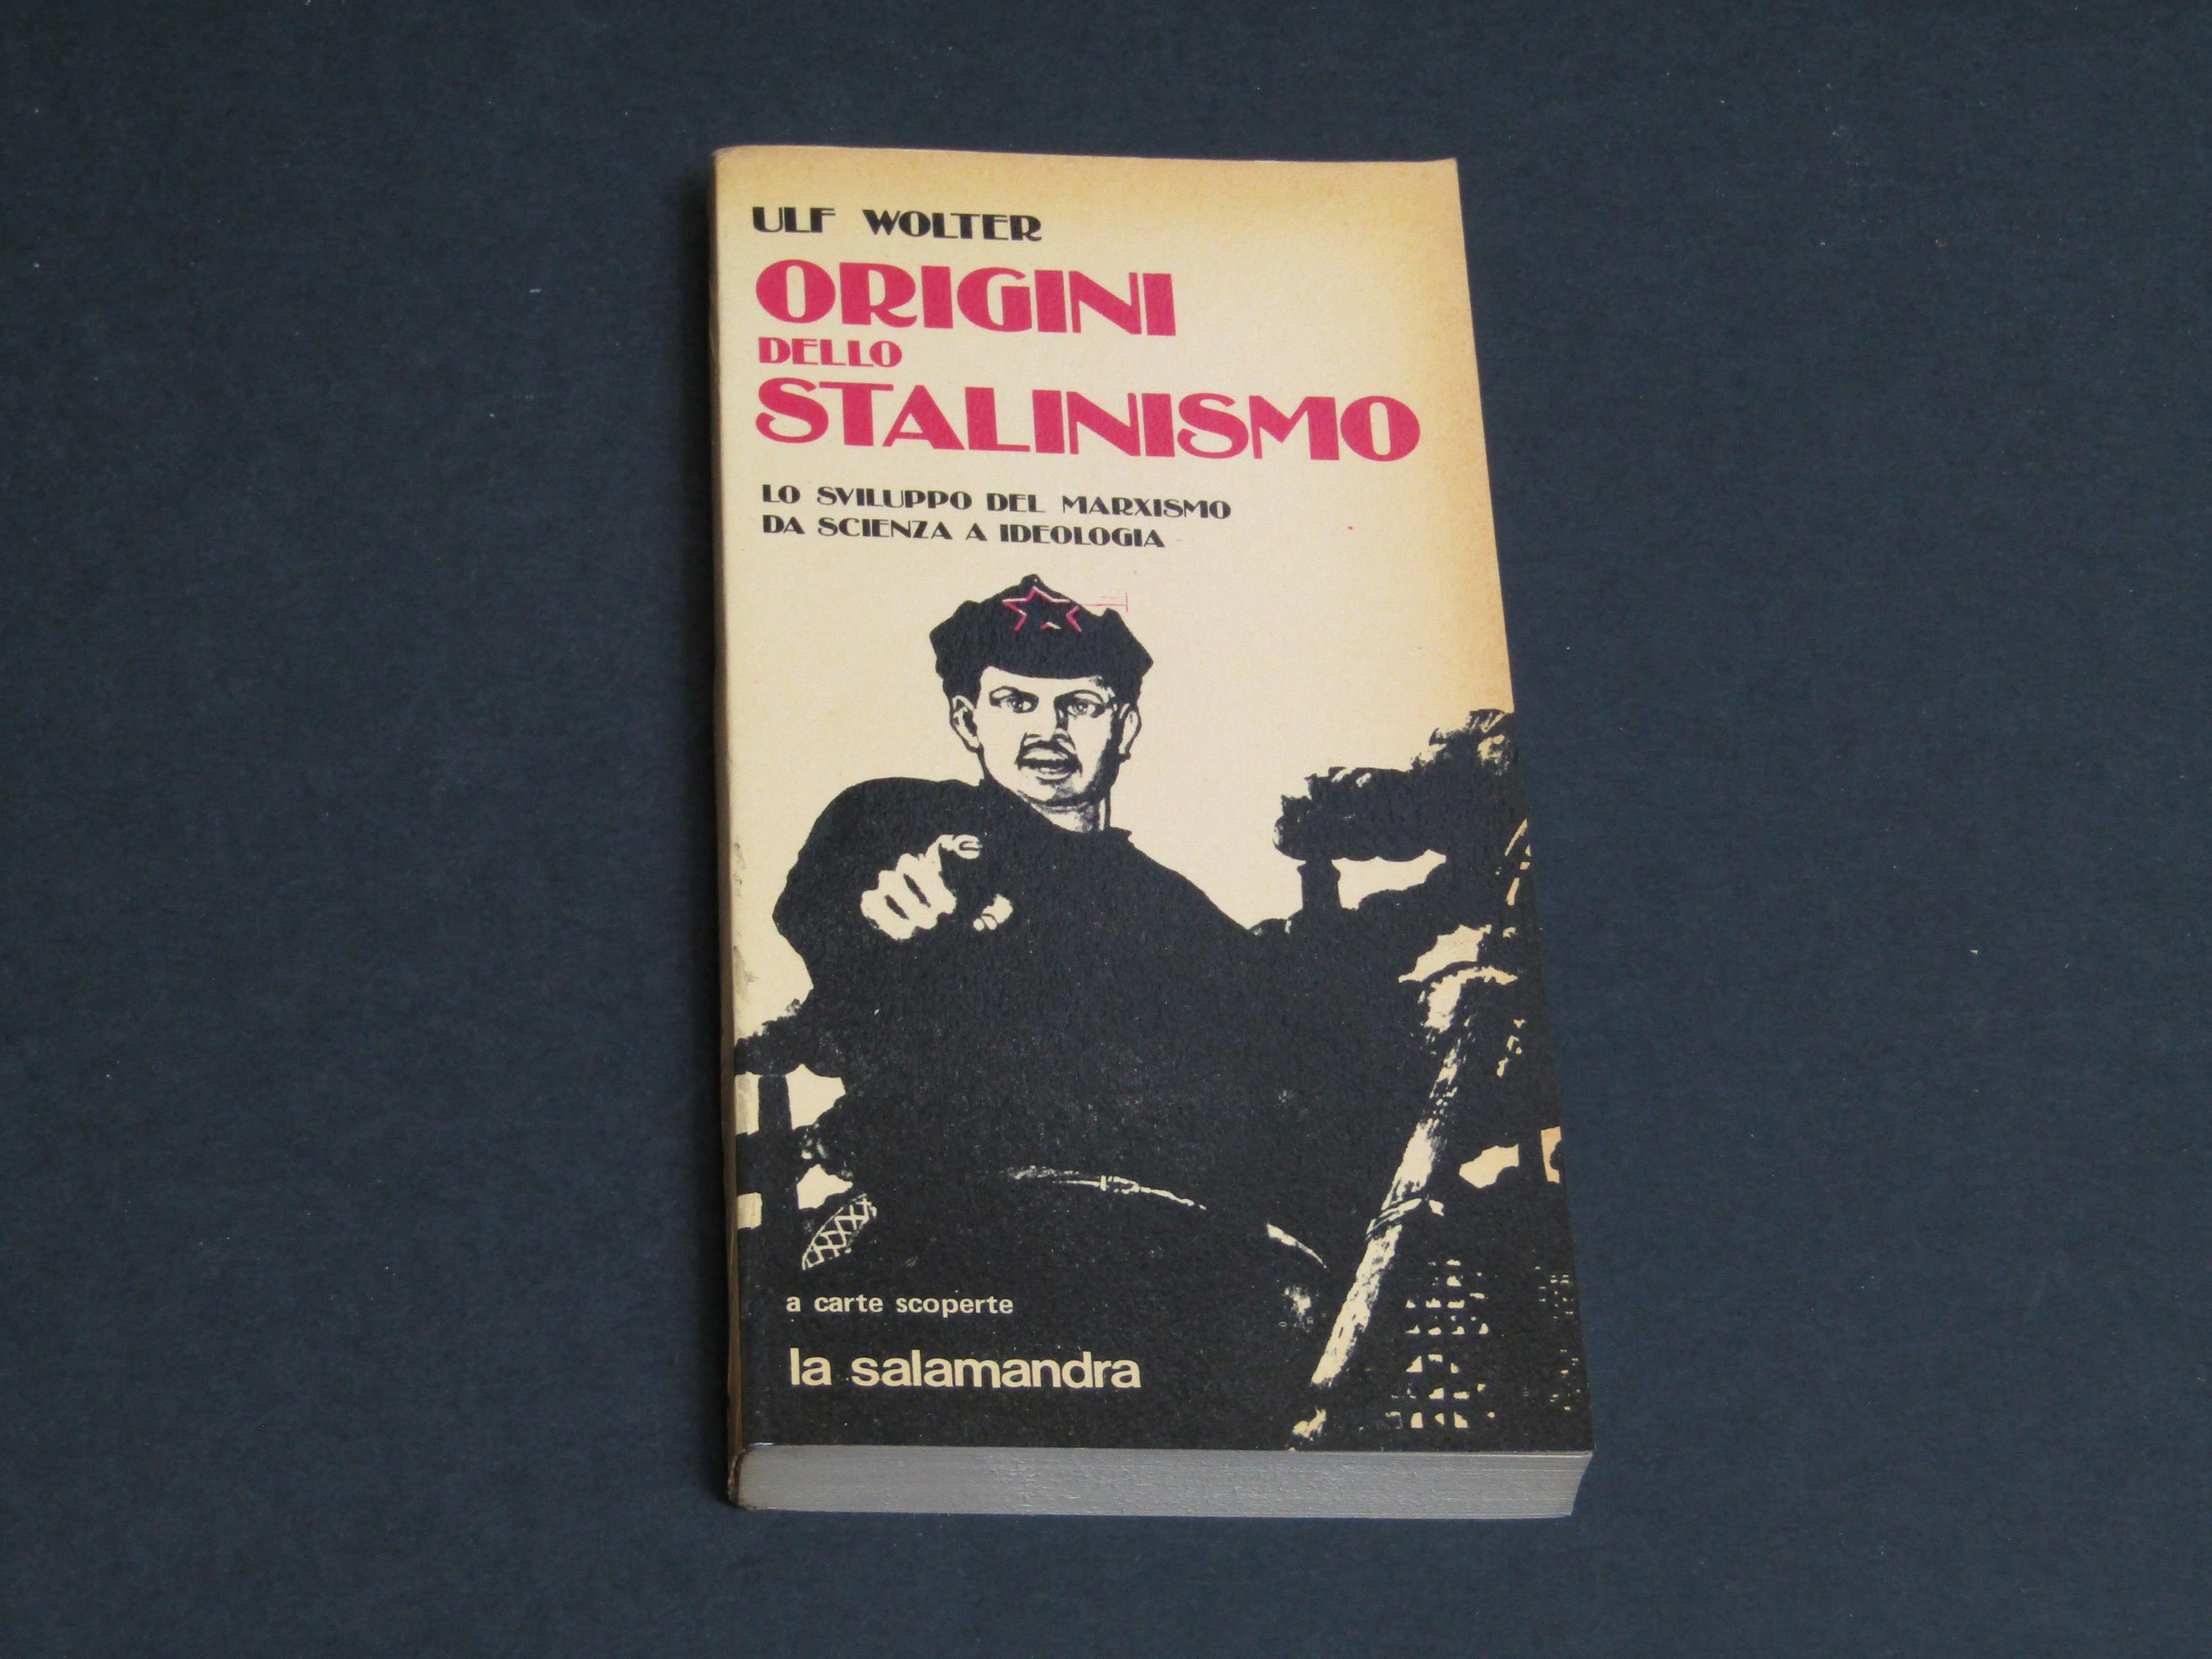 ULF WOLTER
ORIGINI
DELLO
STALINISMO
LO SVILUPPO DEL MARXISMO
DA SCIENZA A IDEOLOGIA
a carte scoperte
la salamandra